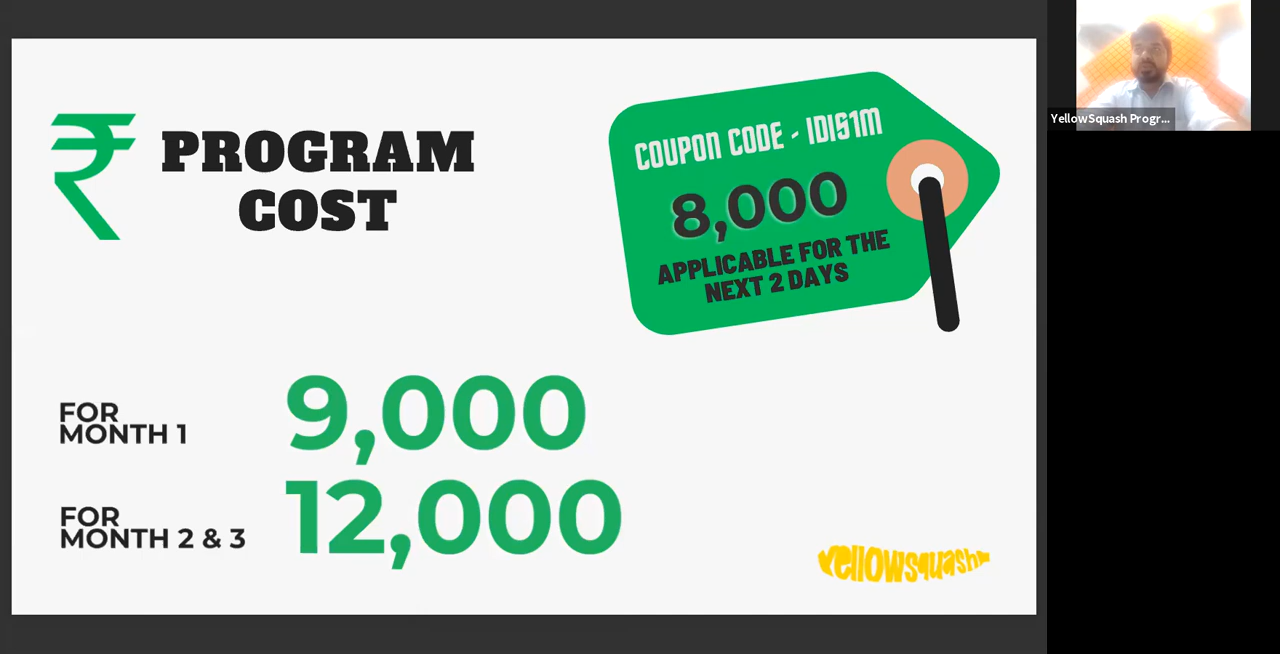 ₹ PROGRAM
COST
COUPON CODE - IDIS1M
8,000
APPLICABLE FOR THE
NEXT 2 DAYS
FOR
MONTH 1
9,000
FOR
MONTH 2 & 3
12,000
yellowsquash
YellowSquash Progr...